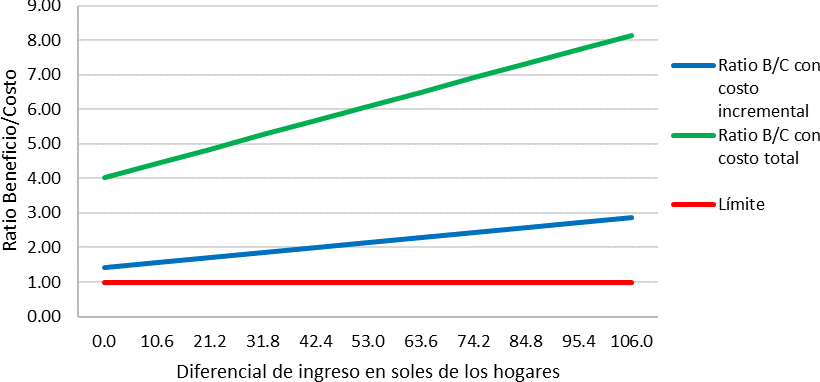 9.00
8.00
7.00
6.00
5.00
4.00
3.00
2.00
1.00
0.00
Ratio Beneficio/Costo
0.0 10.6 21.2 31.8 42.4 53.0 63.6 74.2 84.8 95.4 106.0
Diferencial de ingreso en soles de los hogares
Ratio B/C con
costo
incremental
Ratio B/C con
costo total
Límite